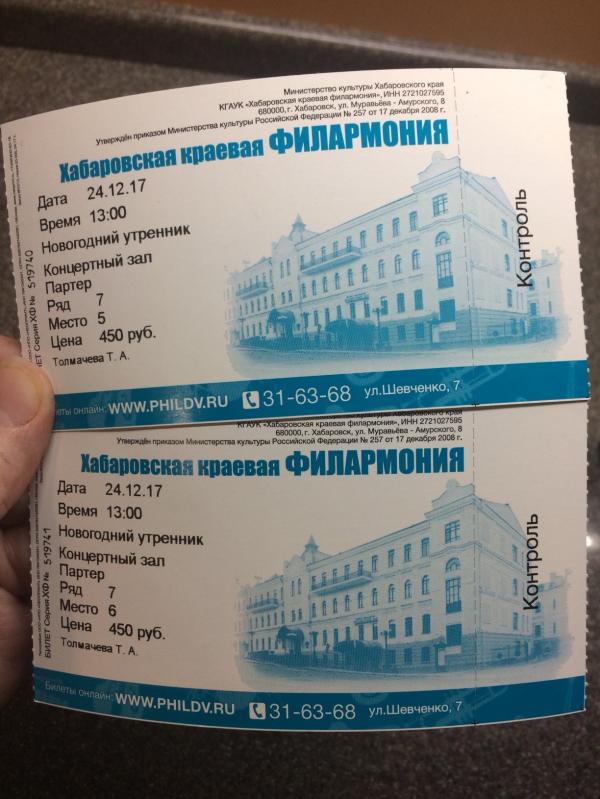 Министерство культуры Хабаровского края
КГАУК «Хабаровская краевая филармония», ИНН 2721027595
680000, г. Хабаровск, ул. Муравьёва - Амурского, 8
Утверждён приказом Министерства культуры Российской Федерации № 257 от 17 декабря 2008 г.
Хабаровская краевая ФИЛАРМОНИЯ
Дата 24.12.17
Время 13:00
Новогодний утренник
Концертный зал
Партер
Ряд 7
Место 5
Цена 450 руб.
Толмачева Т. А.
Контроль
Серия ХФ № 519740
онлайн: WWW.PHILDV.RU 31-63-68 ул.Шевченко, 7
КГАУК «Хабаровская краевая филармония», ИНН 2721027595
680000, г. Хабаровск, ул. Муравьёва - Амурского, 8
Утверждён приказом Министерства культуры Российской Федерации № 257 от 17 декабря 2008 г.
Хабаровская краевая ФИЛАРМОНИЯ
Дата 24.12.17
Время 13:00
Новогодний утренник
Концертный зал
Партер
Ряд 7
Место 6
Цена 450 руб.
Толмачева Т. А.
Контроль
БИЛЕТ Серия ХФ № 519741
Билеты онлайн: WWW.PHILDV.RU 31-63-68 ул.Шевченко, 7